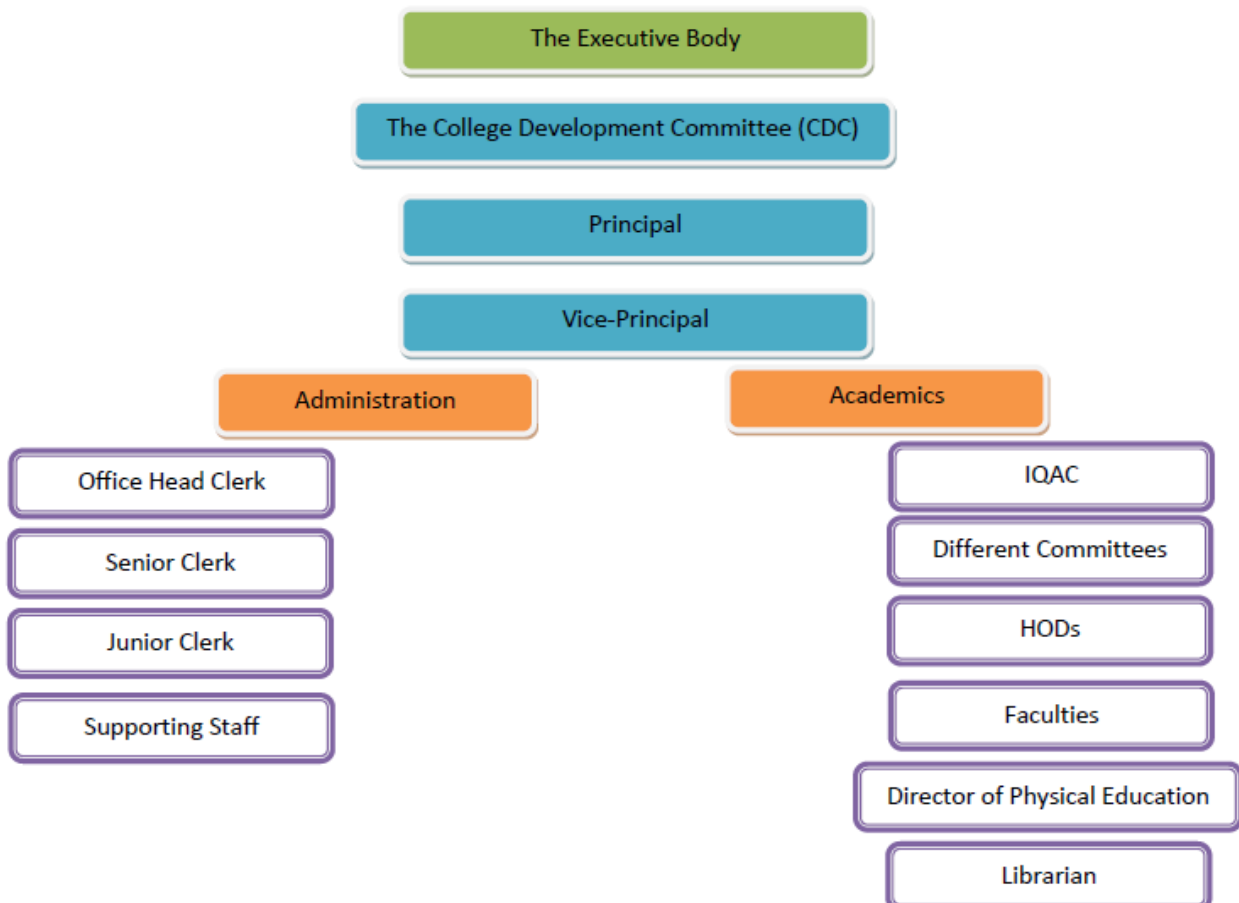 The Executive Body
The College Development Committee (CDC)
Principal
Vice-Principal
Administration
Academics
Office Head Clerk
Senior Clerk
Junior Clerk
Supporting Staff
IQAC
Different Committees
HODs
Faculties
Director of Physical Education
Librarian